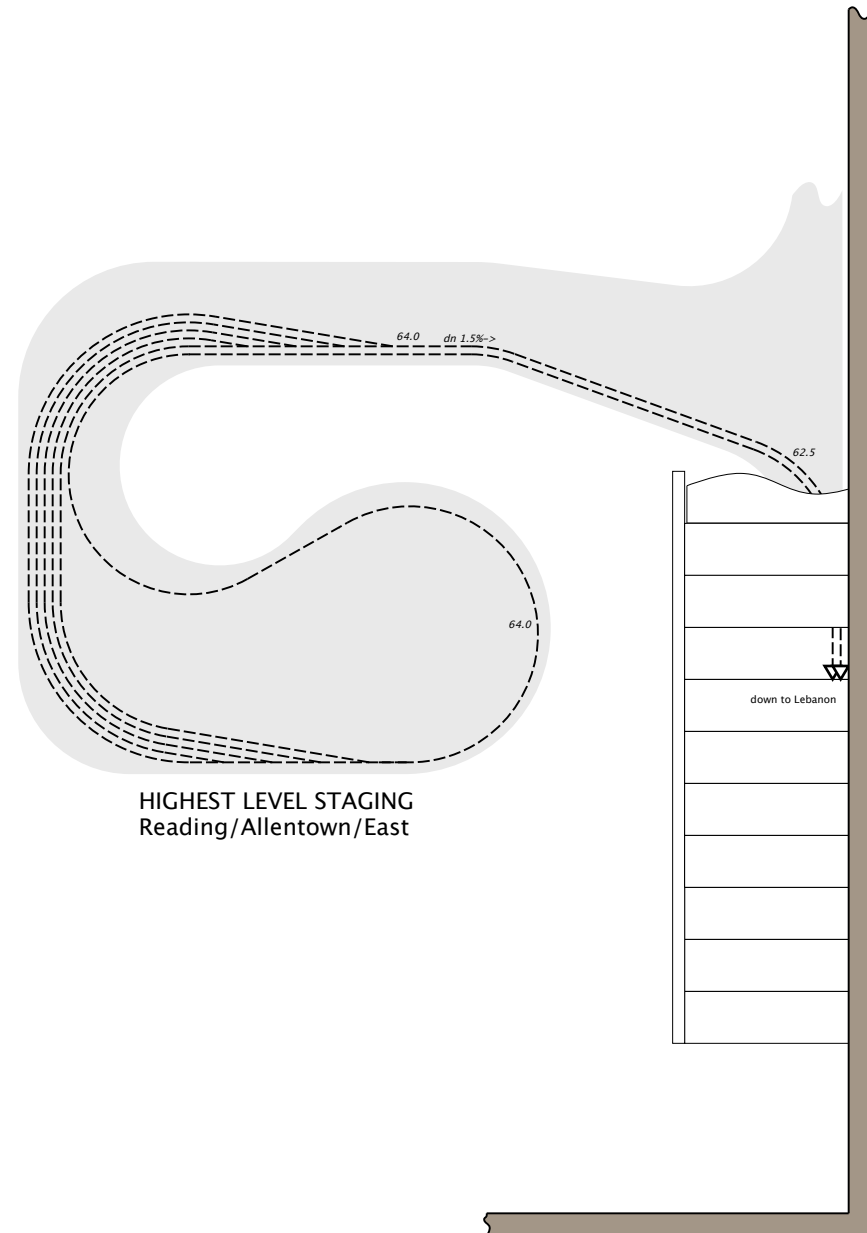 64.0
dn 1.5%->
62.5
64.0
down to Lebanon
HIGHEST LEVEL STAGING
Reading/Allentown/East